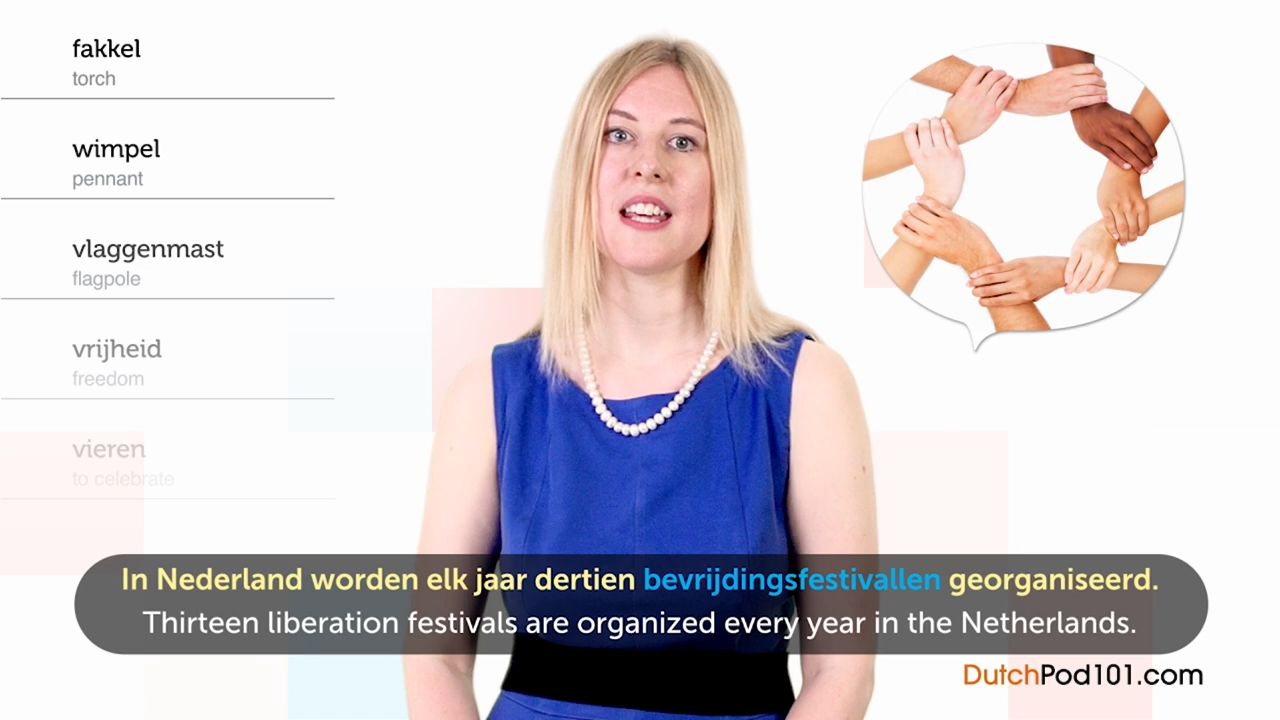 fakkel
torch
wimpel
pennant
vlaggenmast
flagpole
vrijheid
freedom
vieren
to celebrate
In Nederland worden elk jaar dertien bevrijdingsfestivallen georganiseerd.
Thirteen liberation festivals are organized every year in the Netherlands.
DutchPod101.com